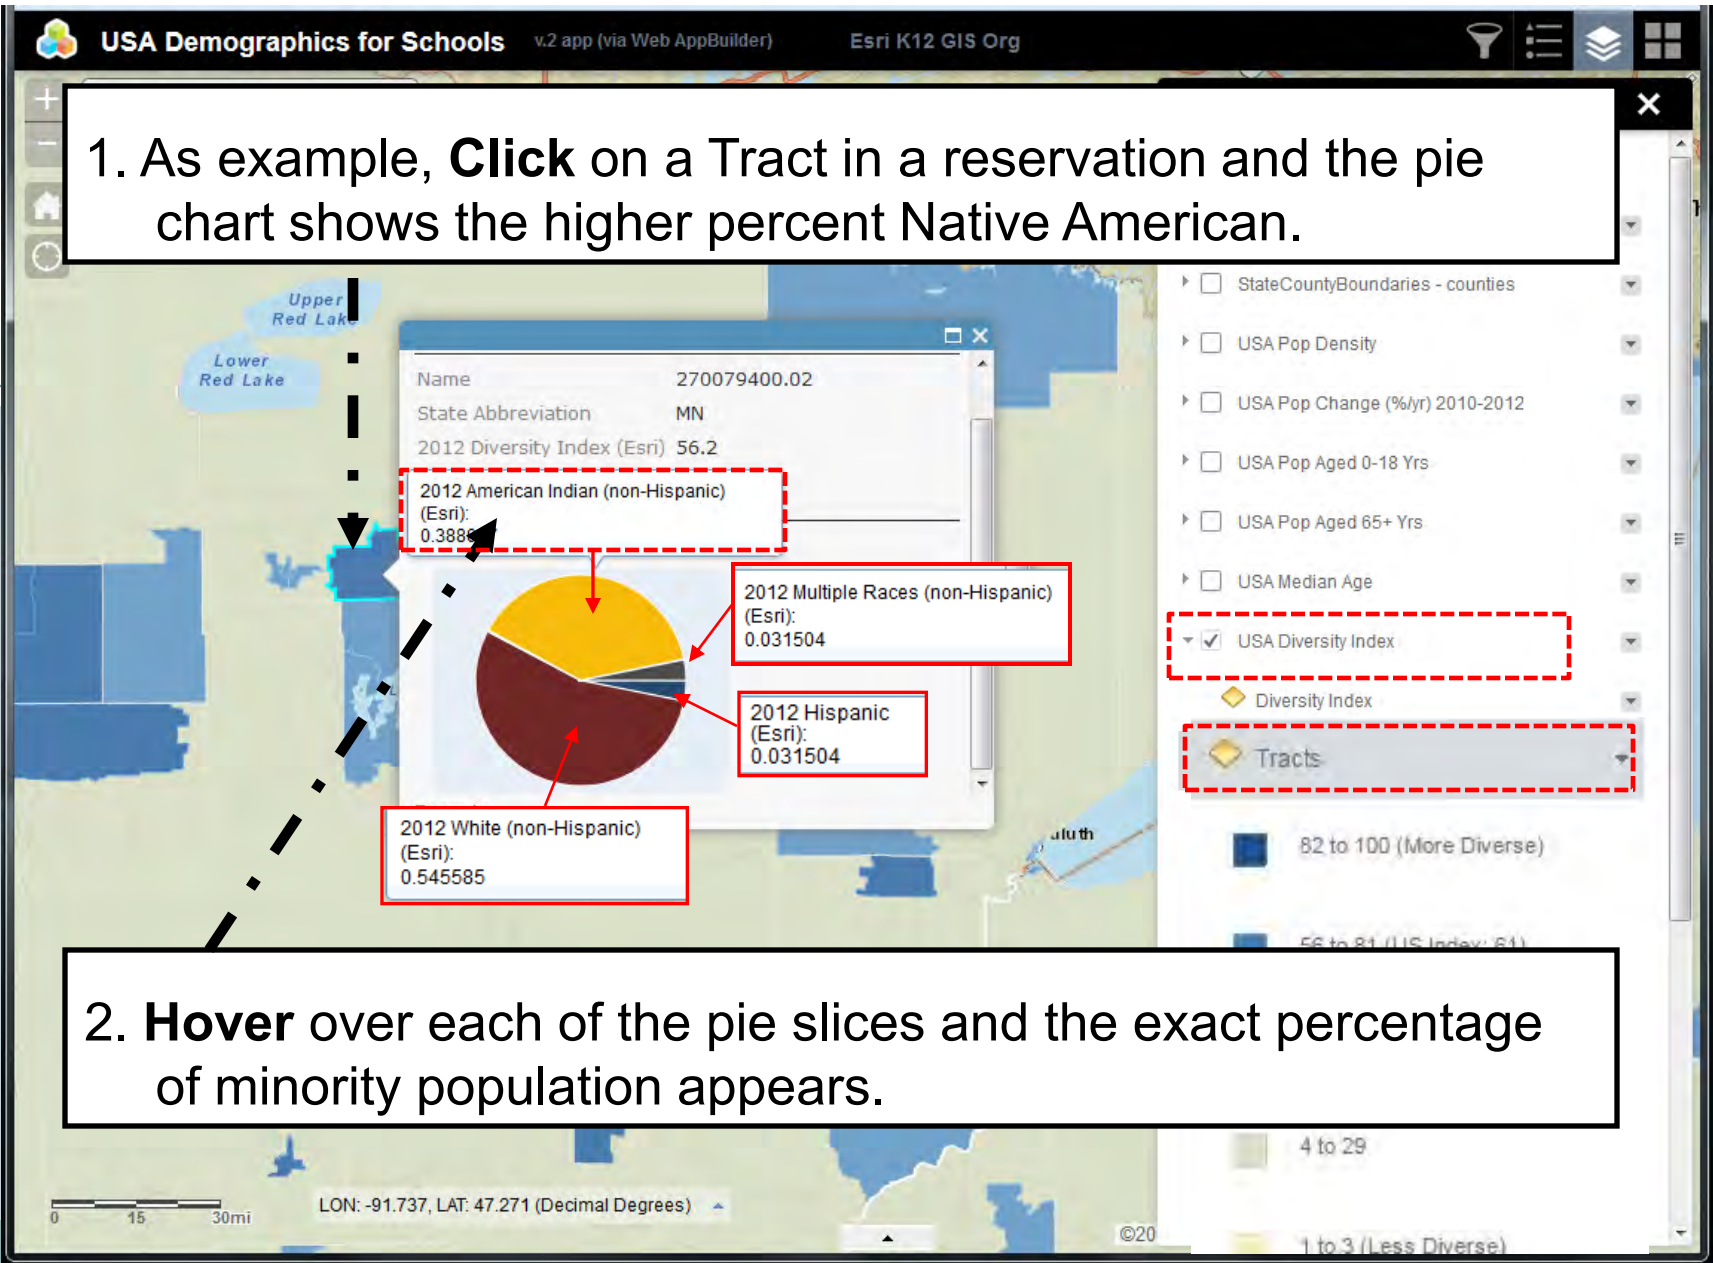 USA Demographics for Schools v.2 app (via Web AppBuilder) Esri K12 GIS Org
1. As example, Click on a Tract in a reservation and the pie
chart shows the higher percent Native American.
Upper
Red Lake
Lower
Red Lake
Name 270079400.02
State Abbreviation MN
2012 Diversity Index (Esri) 56.2
2012 American Indian (non-Hispanic)
(Esri):
2012 Multiple Races (non-Hispanic)
(Esri):
0.031504
2012 Hispanic
(Esri):
0.031504
2012 White (non-Hispanic)
(Esri):
0.545585
StateCountyBoundaries - counties
USA Pop Density
USA Pop Change (%/yr) 2010-2012
USA Pop Aged 0-18 Yrs
USA Pop Aged 65+ Yrs
USA Median Age
USA Diversity Index
Diversity Index
Tracts
82 to 100 (More Diverse)
56 to 81 (US Index: 61)
2. Hover over each of the pie slices and the exact percentage
of minority population appears.
4 to 29
1 to 3 (Less Diverse)
0 15 30mi
LON: -91.737, LAT: 47.271 (Decimal Degrees)
©20